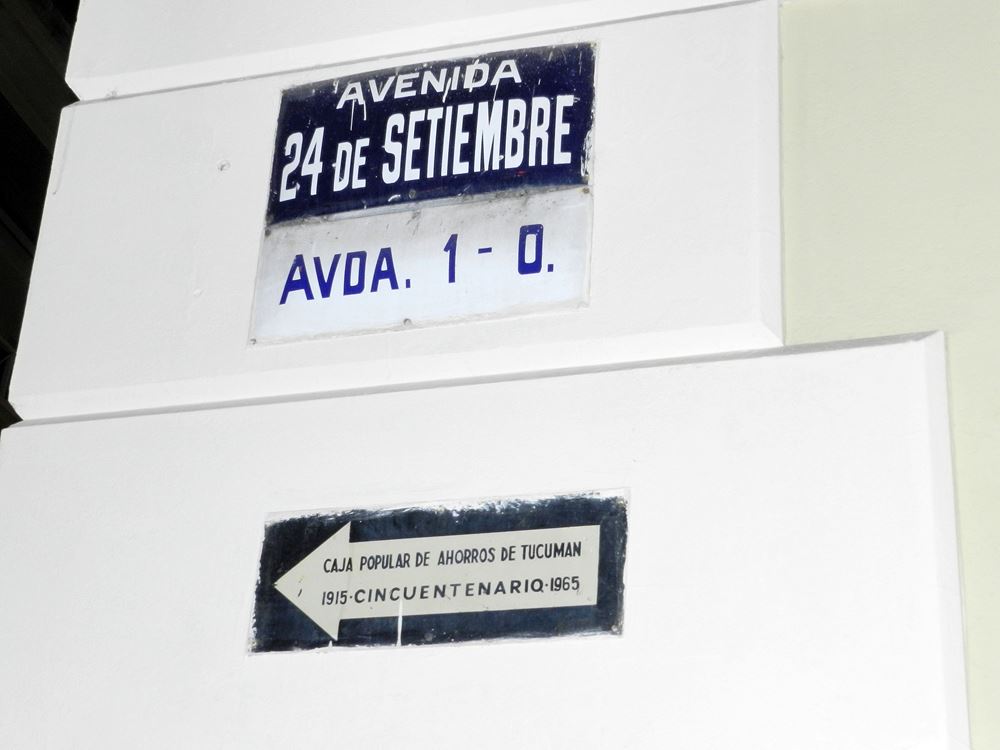 AVENIDA
24 DE SETIEMBRE
AVDA. 1 - O.
CAJA POPULAR DE AHORROS DE TUCUMAN
1915·CINCUENTENARIO·1965